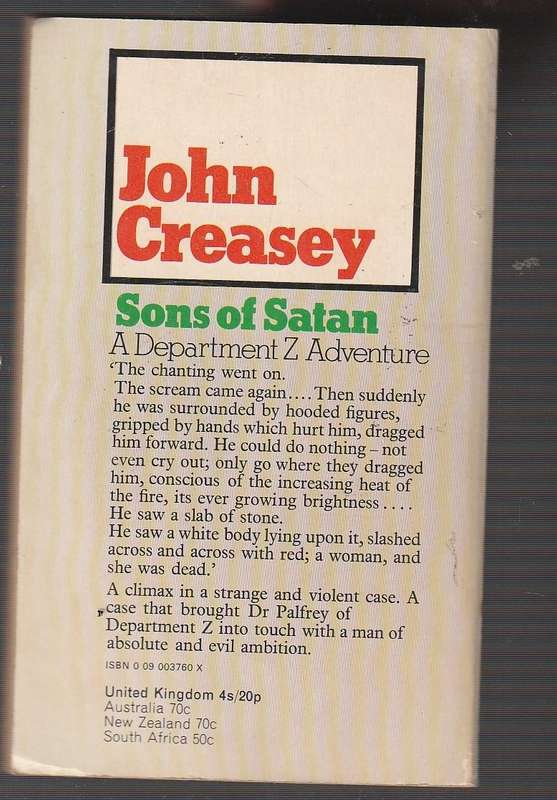 John
Creasey
Sons of Satan
A Department Z Adventure
‘The chanting went on.
The scream came again.... Then suddenly
he was surrounded by hooded figures,
gripped by hands which hurt him, dragged
him forward. He could do nothing – not
even cry out; only go where they dragged
him, conscious of the increasing heat of
the fire, its ever growing brightness....
He saw a slab of stone.
He saw a white body lying upon it, slashed
across and across with red; a woman, and
she was dead.’
A climax in a strange and violent case. A
case that brought Dr Palfrey of
Department Z into touch with a man of
absolute and evil ambition.
ISBN 0 09 003760 X
United Kingdom 4s/20p
Australia 70c
New Zealand 70c
South Africa 50c